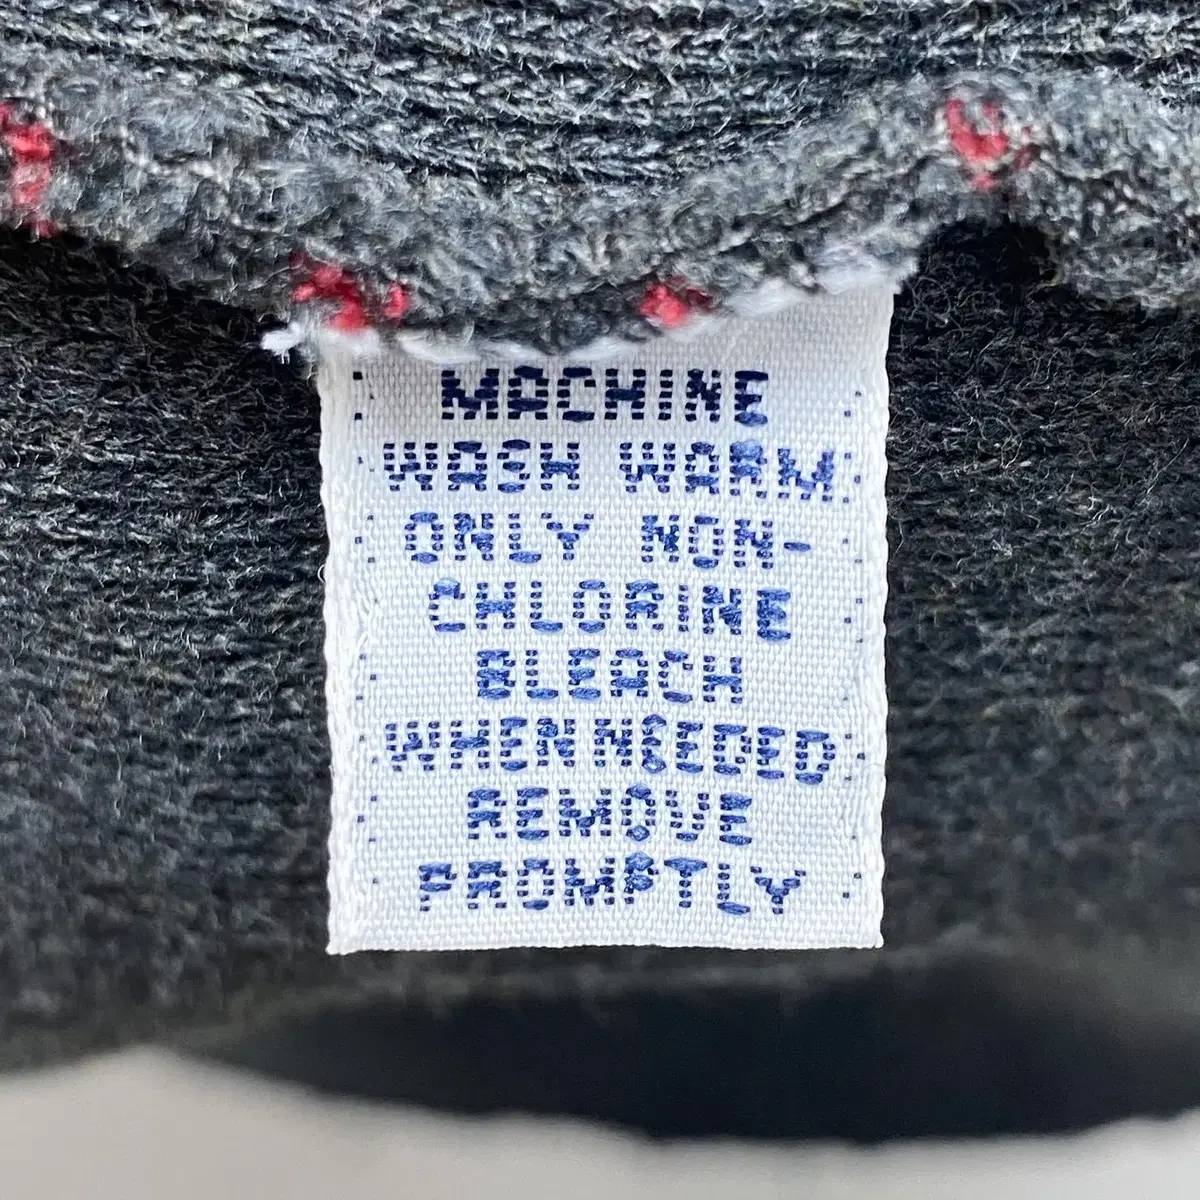 MACHINE
WASH WARM
ONLY NON-
CHLORINE
BLEACH
WHEN NEEDED
REMOVE
PROMPTLY